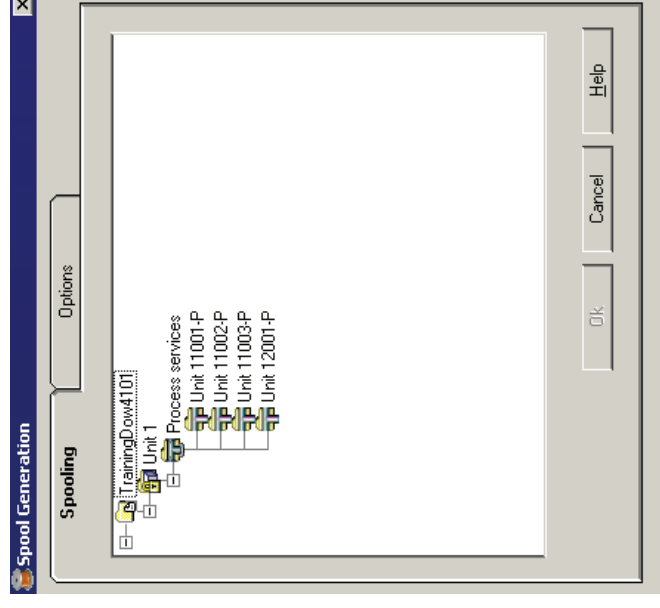 Spool Generation
Spooling
Options
TrainingDow4101
Unit 1
Process services
Unit 11001-P
Unit 11002-P
Unit 11003-P
Unit 12001-P
Ok
Cancel
Help